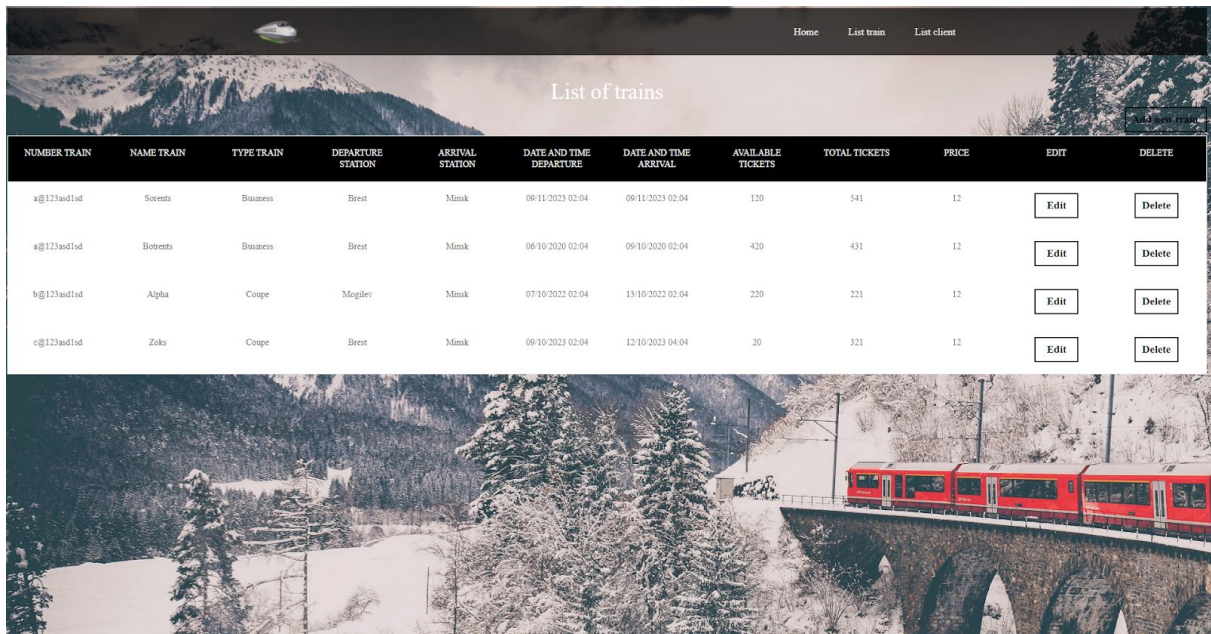 Home List train List client
List of trains
Add new train
NUMBER TRAIN NAME TRAIN TYPE TRAIN DEPARTURE STATION ARRIVAL STATION DATE AND TIME DEPARTURE DATE AND TIME ARRIVAL AVAILABLE TICKETS TOTAL TICKETS PRICE EDIT DELETE
a@123asd1sd Sorents Business Brest Minsk 09/11/2023 02:04 09/11/2023 02:04 120 541 12 Edit Delete
a@123asd1sd Botrents Business Brest Minsk 06/10/2020 02:04 09/10/2020 02:04 420 431 12 Edit Delete
b@123asd1sd Alpha Coupe Mogilev Minsk 07/10/2022 02:04 13/10/2022 02:04 220 221 12 Edit Delete
c@123asd1sd Zoks Coupe Brest Minsk 09/10/2023 02:04 12/10/2023 04:04 20 321 12 Edit Delete